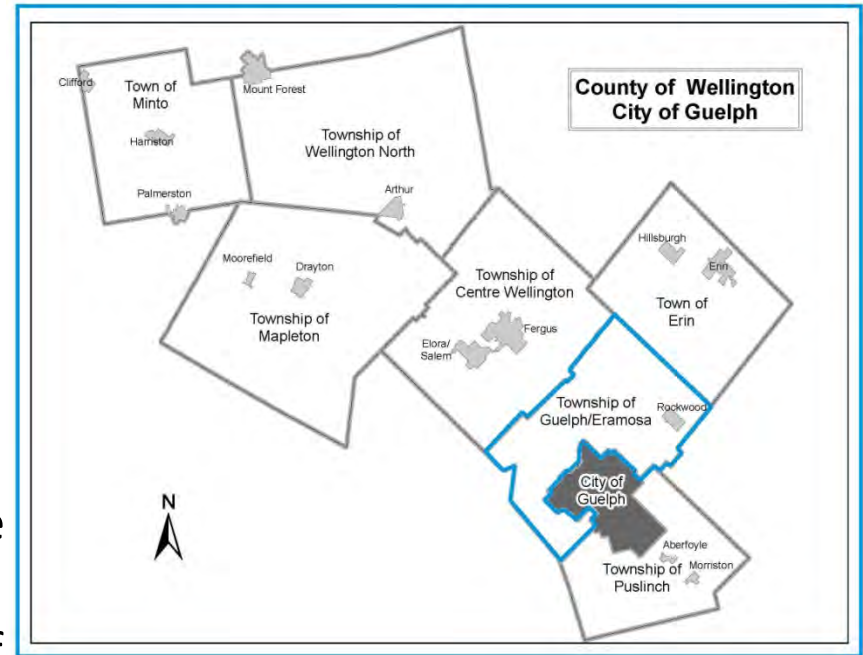 County of Wellington
City of Guelph
Clifford
Town of
Minto
Mount Forest
Harriston
Township of
Wellington North
Palmerston
Arthur
Moorefield
Drayton
Township of
Mapleton
Township of
Centre Wellington
Elora/
Salem
Fergus
Hillsburgh
Erin
Town of
Erin
Township of
Guelph/Eramosa
Rockwood
City of
Guelph
Aberfoyle
Morriston
Township of
Puslinch
N
e